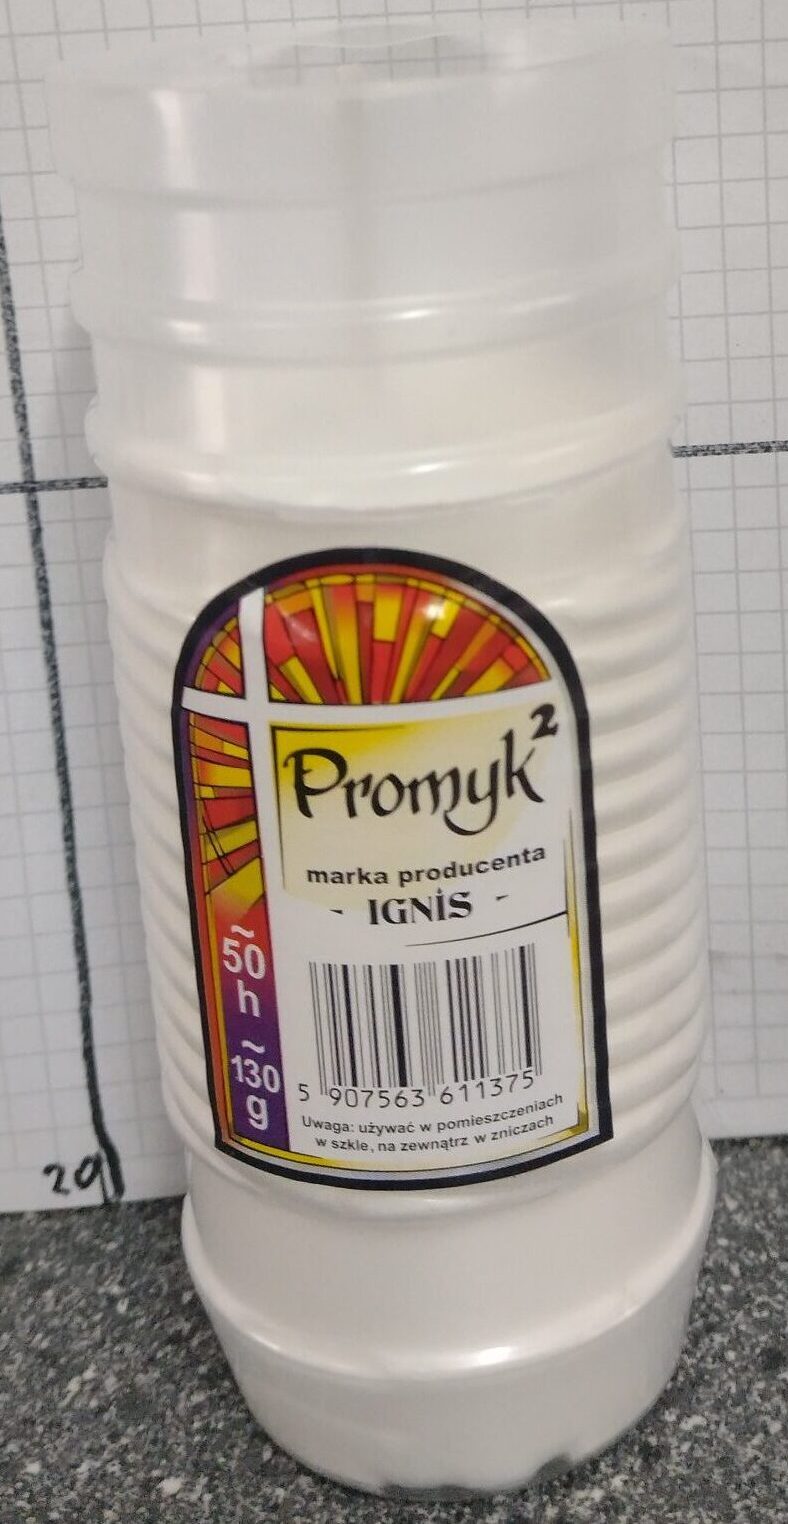 Promyk²
marka producenta
- IGNiS -
~
50
h
~
130
g
5 907563 611375
Uwaga: używać w pomieszczeniach
w szkle, na zewnątrz w zniczach
29